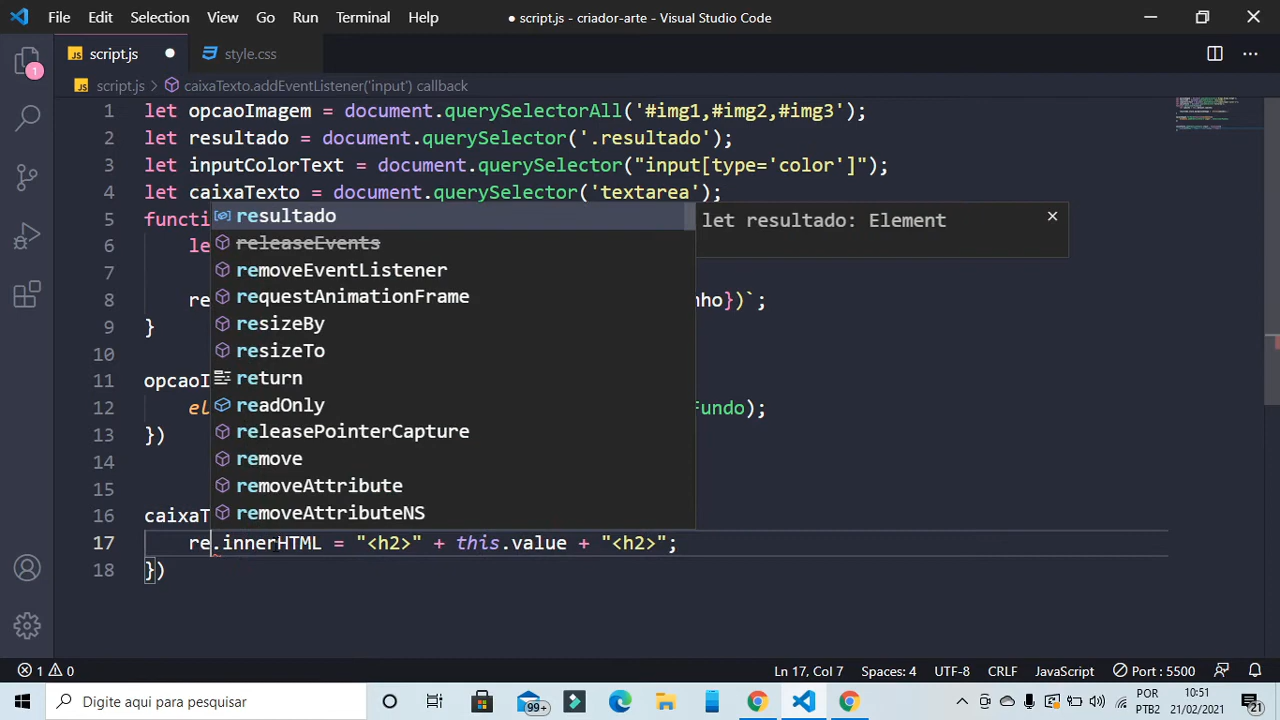 File Edit Selection View Go Run Terminal Help ● script.js - criador-arte - Visual Studio Code
JS script.js ● style.css ...
JS script.js > caixaTexto.addEventListener('input') callback
1
1 let opcaoImagem = document.querySelectorAll('#img1,#img2,#img3');
2 let resultado = document.querySelector('.resultado');
3 let inputColorText = document.querySelector("input[type='color']");
4 let caixaTexto = document.querySelector('textarea');
5 functi
resultado
let resultado: Element
releaseEvents
6 le
removeEventListener
7
requestAnimationFrame
8 re nho})`;
resizeBy
9 }
resizeTo
10
return
11 opcaoI
readOnly
12 el Fundo);
releasePointerCapture
13 })
remove
14
removeAttribute
15
removeAttributeNS
16 caixaT
17 re.innerHTML = "<h2>" + this.value + "<h2>";
18 })
1 0 Ln 17, Col 7 Spaces: 4 UTF-8 CRLF JavaScript Port : 5500
Digite aqui para pesquisar 99+ POR PTB2 10:51 21/02/2021 21